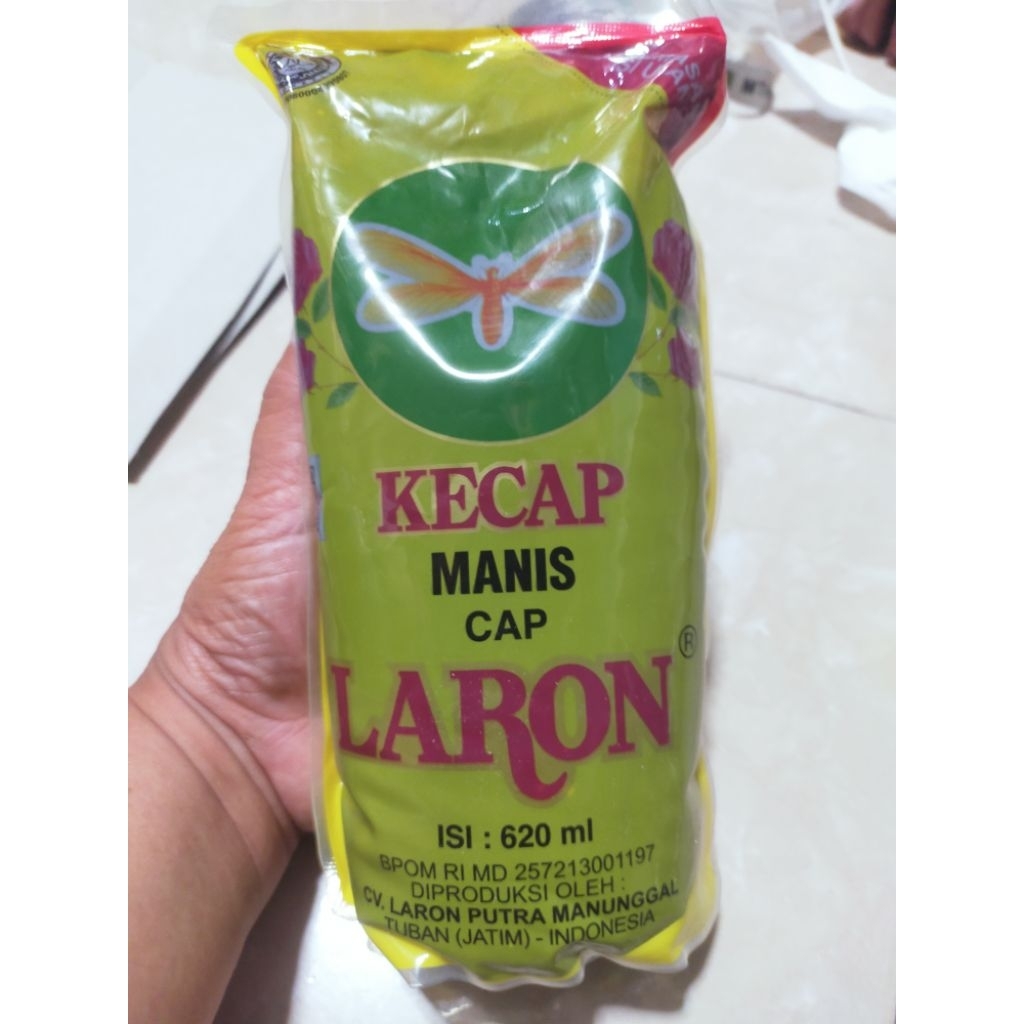 KECAP
MANIS
CAP
LARON®
ISI : 620 ml
BPOM RI MD 257213001197
DIPRODUKSI OLEH :
CV. LARON PUTRA MANUNGGAL
TUBAN (JATIM) - INDONESIA